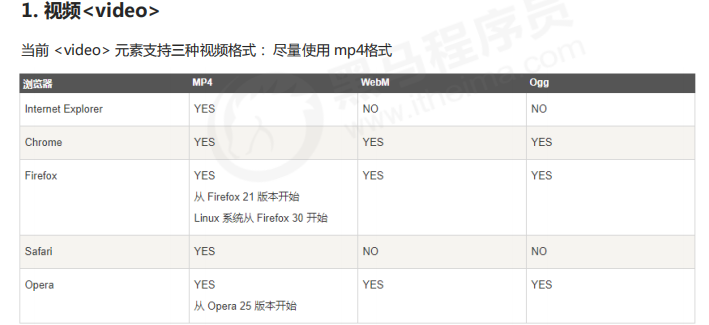 1. 视频<video>
当前 <video> 元素支持三种视频格式： 尽量使用 mp4格式
浏览器 MP4 WebM Ogg
Internet Explorer YES NO NO
Chrome YES YES YES
Firefox YES YES YES
从 Firefox 21 版本开始
Linux 系统从 Firefox 30 开始
Safari YES NO NO
Opera YES YES YES
从 Opera 25 版本开始
黑马程序员
www.itheima.com